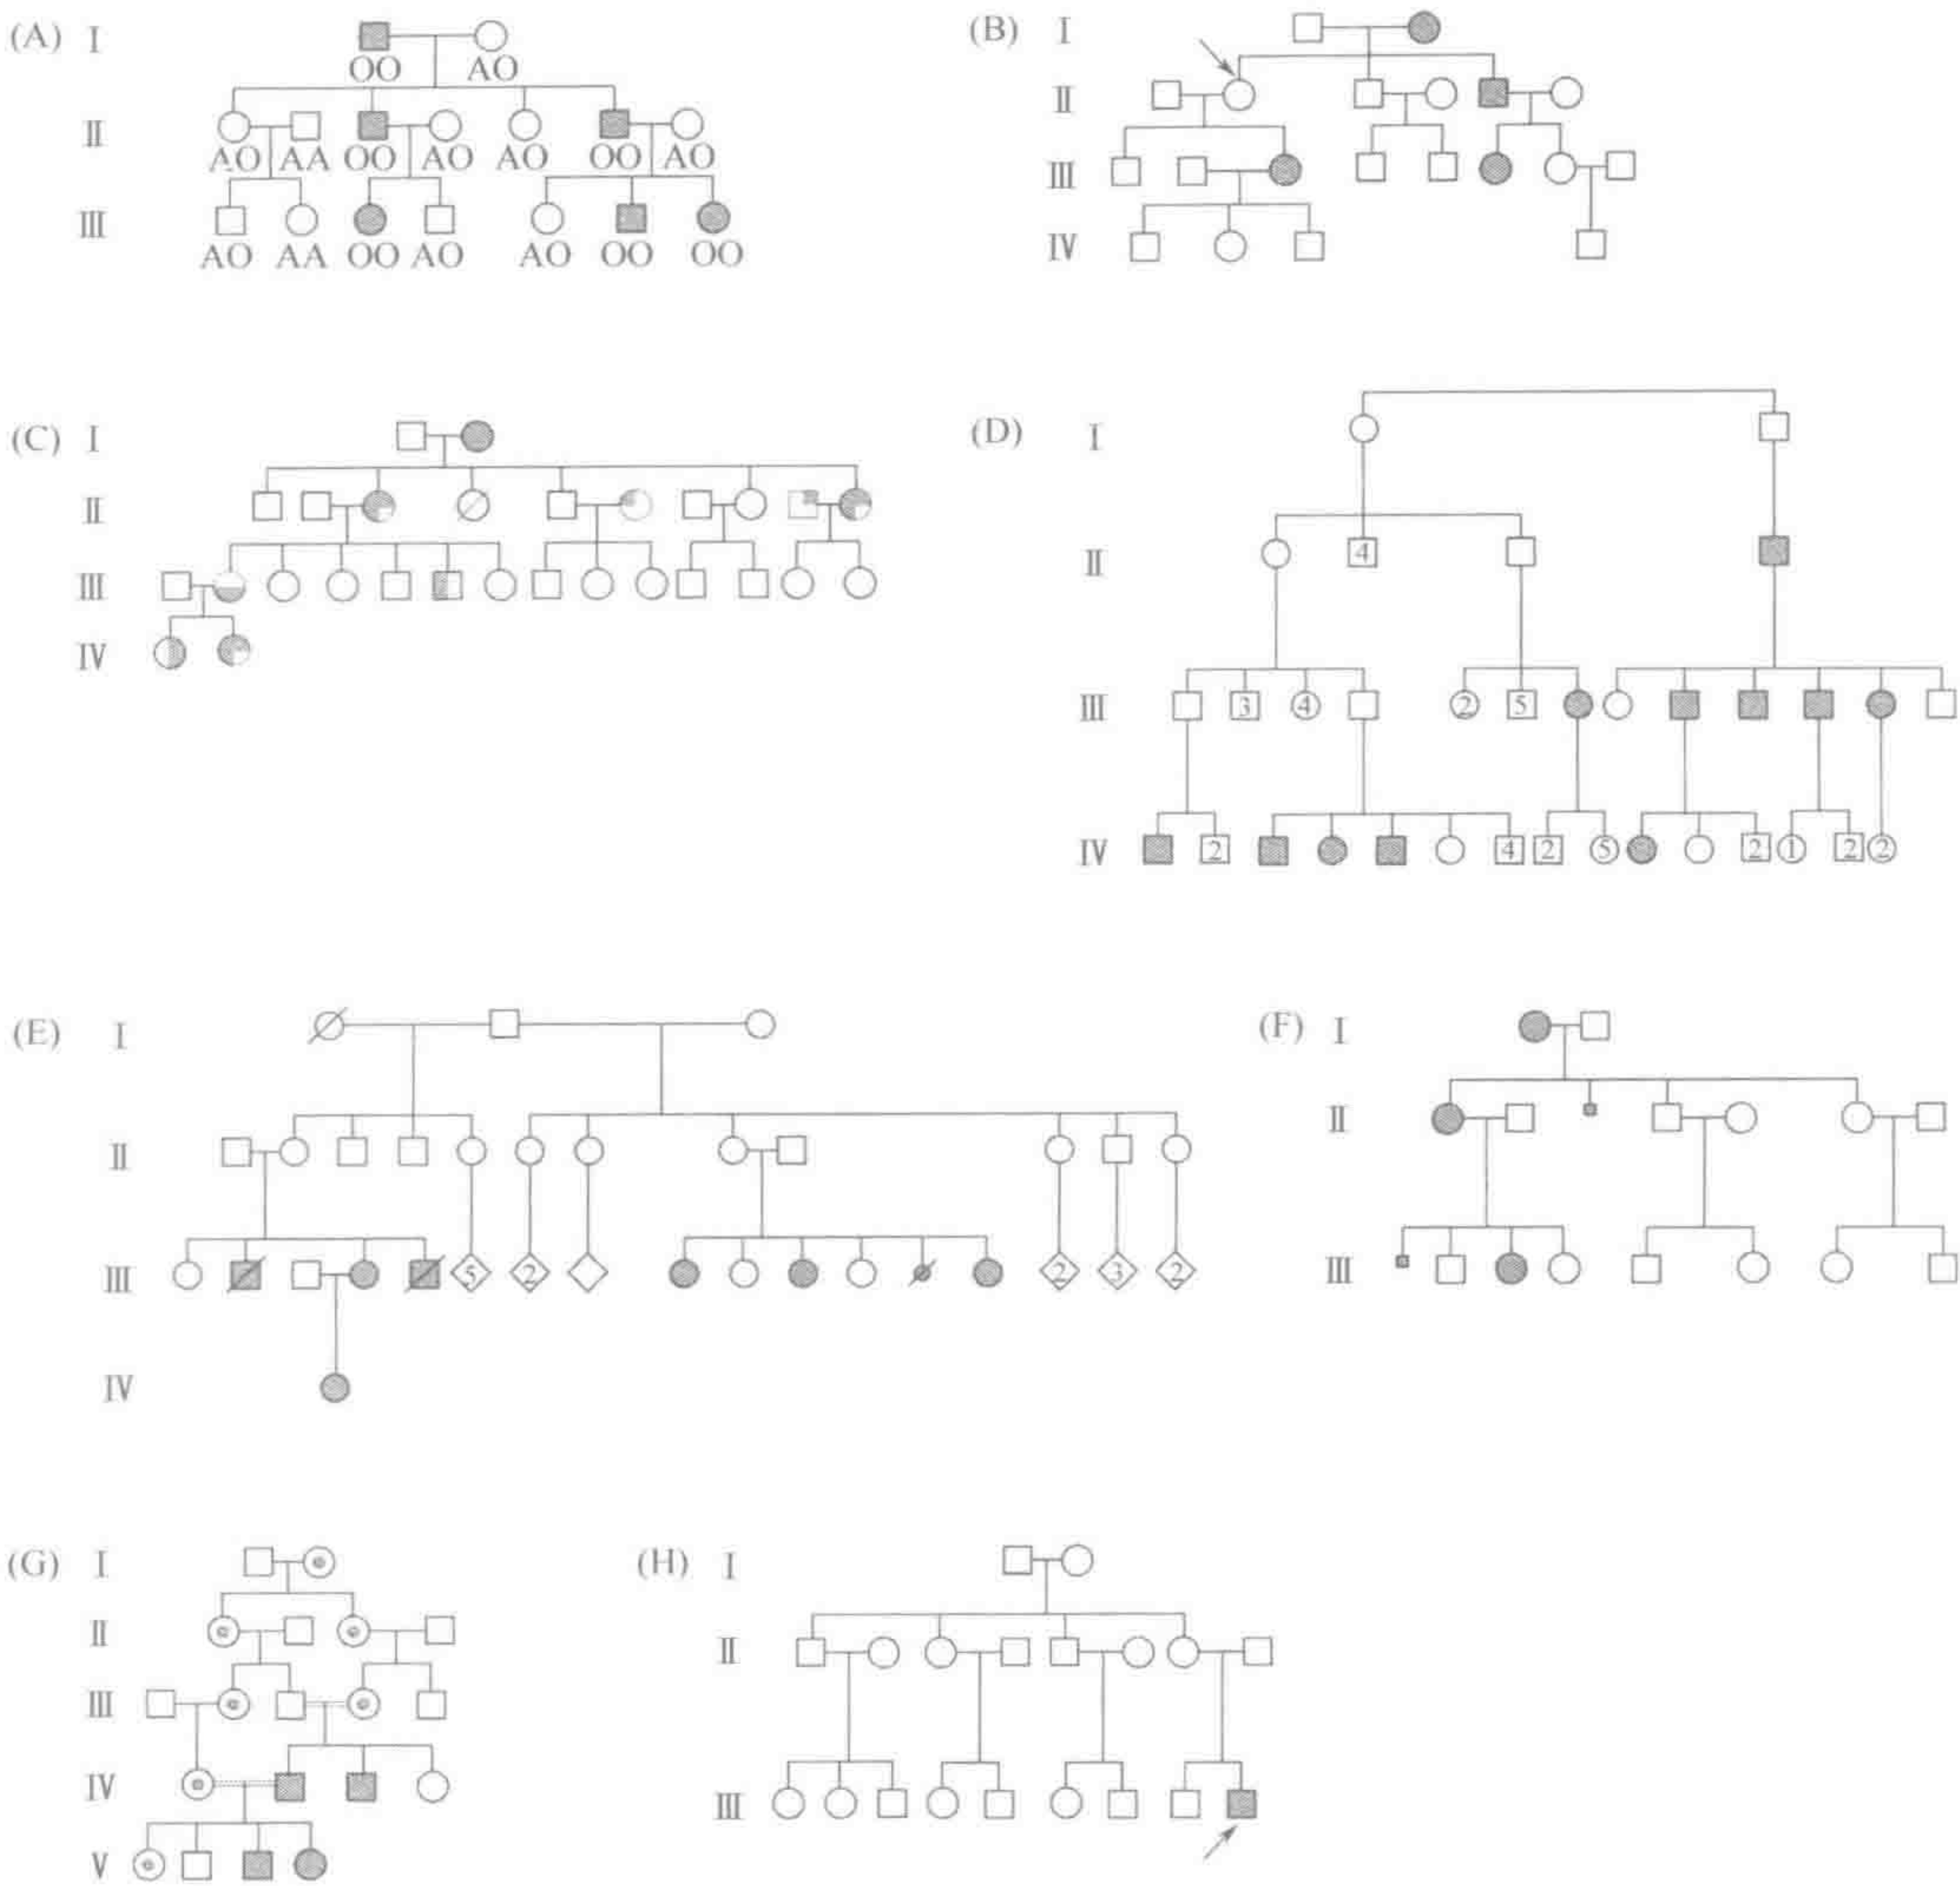 (A) I
OO AO
II
AO AA OO AO AO OO AO
III
AO AA OO AO AO OO OO
(B) I
II
III
IV
(C) I
II
III
IV
(D) I
II
4
III
3 4 2 5
IV
2 4 2 5 2 1 2 2
(E) I
II
III
5 2 2 3 2
IV
(F) I
II
III
(G) I
II
III
IV
V
(H) I
II
III